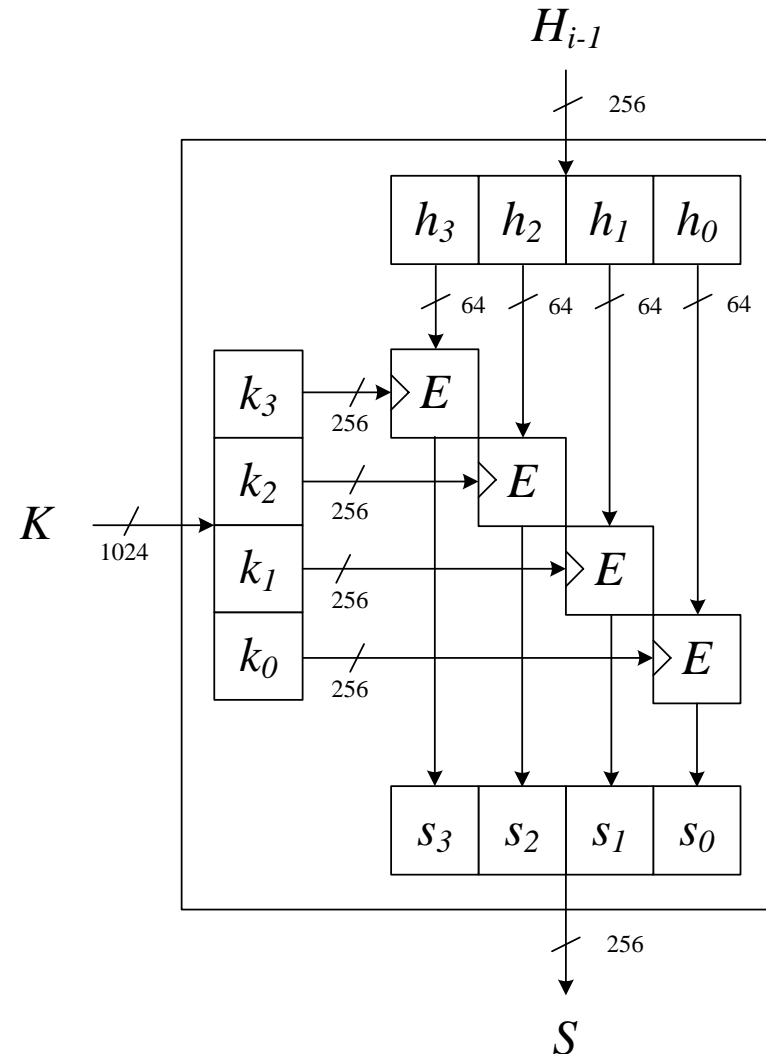 H_{i-1}
256
h_3 h_2 h_1 h_0
64 64 64 64
k_3 256 E
k_2 256 E
K 1024
k_1 256 E
k_0 256 E
s_3 s_2 s_1 s_0
256
S